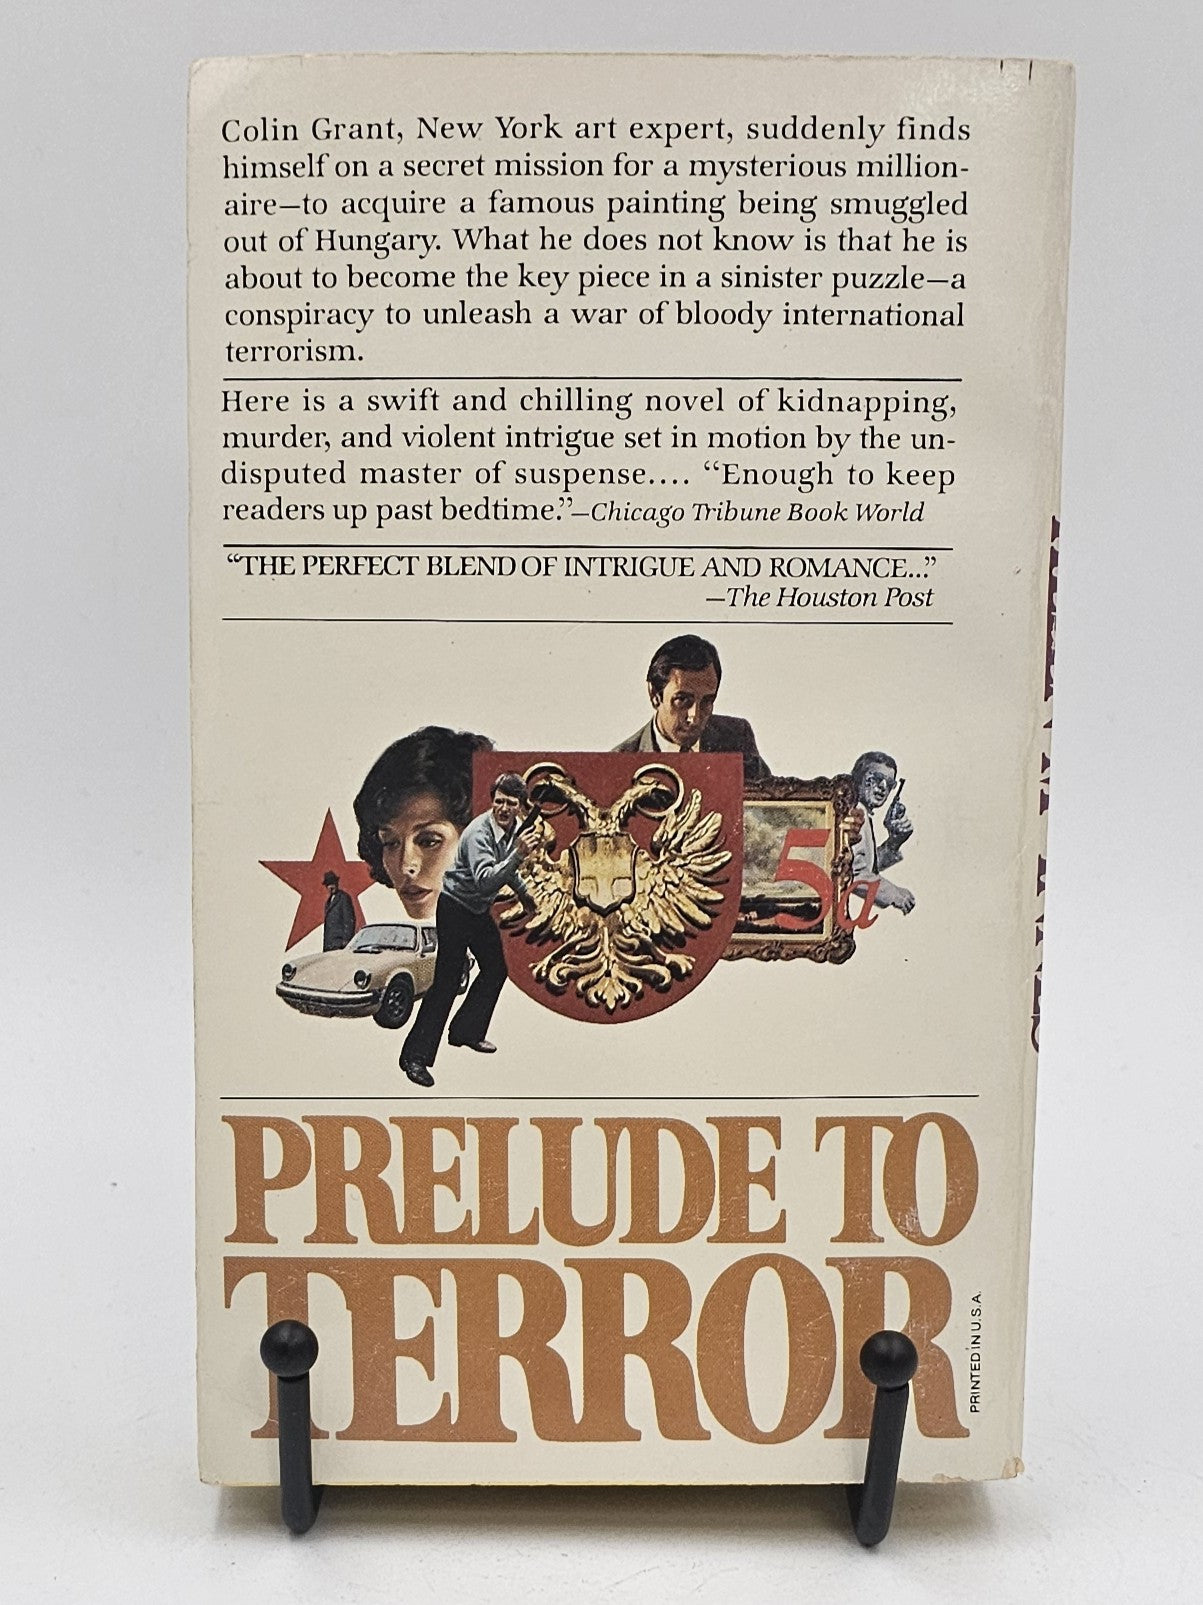 Colin Grant, New York art expert, suddenly finds
himself on a secret mission for a mysterious million-
aire—to acquire a famous painting being smuggled
out of Hungary. What he does not know is that he is
about to become the key piece in a sinister puzzle—a
conspiracy to unleash a war of bloody international
terrorism.
Here is a swift and chilling novel of kidnapping,
murder, and violent intrigue set in motion by the un-
disputed master of suspense.... “Enough to keep
readers up past bedtime.”—Chicago Tribune Book World
“THE PERFECT BLEND OF INTRIGUE AND ROMANCE...”
—The Houston Post
5a
PRELUDE TO
TERROR
PRINTED IN U.S.A.